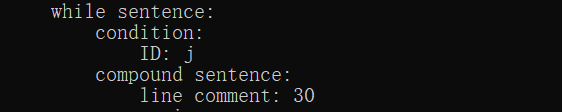 while sentence:
condition:
ID: j
compound sentence:
line comment: 30